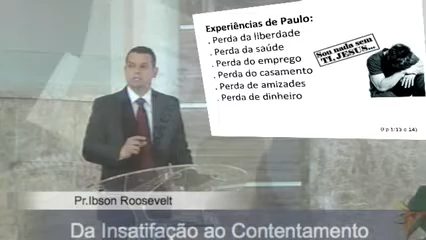 Experiências de Paulo:
. Perda da liberdade
. Perda da saúde
. Perda do emprego
. Perda do casamento
. Perda de amizades
. Perda de dinheiro
Sou nada sem
TI, JESUS...
Pr.Ibson Roosevelt
Da Insatifação ao Contentamento